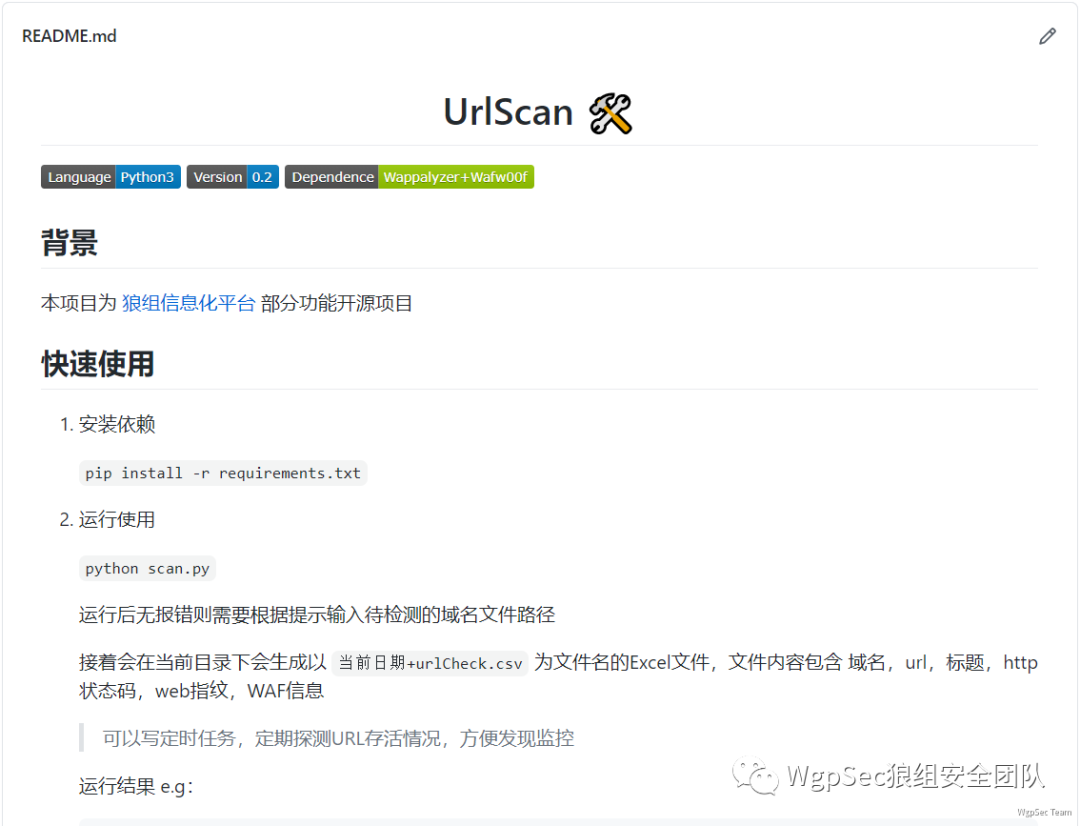 README.md
UrlScan
Language Python3 Version 0.2 Dependence Wappalyzer+Wafw00f
背景
本项目为 狼组信息化平台 部分功能开源项目
快速使用
1. 安装依赖
pip install -r requirements.txt
2. 运行使用
python scan.py
运行后无报错则需要根据提示输入待检测的域名文件路径
接着会在当前目录下会生成以 当前日期+urlCheck.csv 为文件名的Excel文件，文件内容包含 域名，url，标题，http
状态码，web指纹，WAF信息
可以写定时任务，定期探测URL存活情况，方便发现监控
运行结果 e.g：
WgpSec狼组安全团队
WgpSec Team